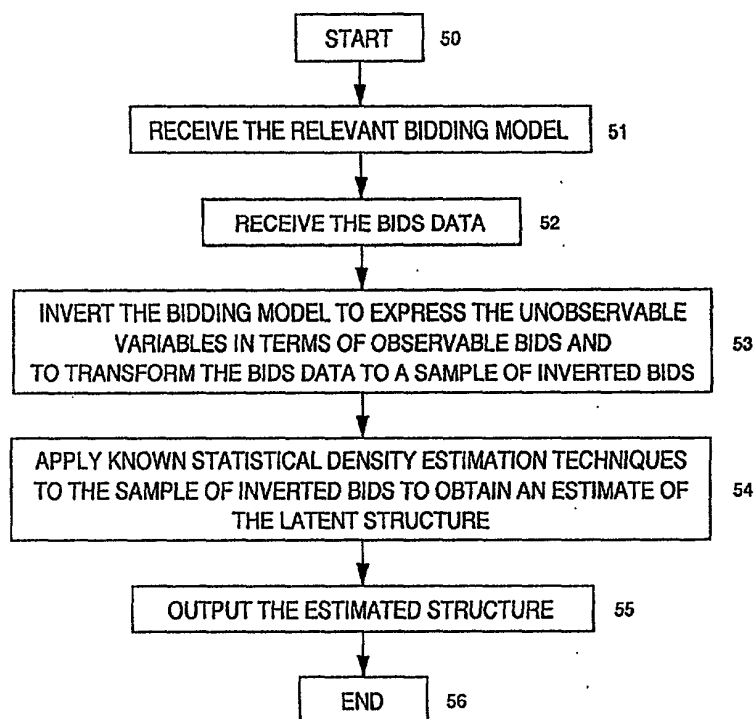 START 50
RECEIVE THE RELEVANT BIDDING MODEL 51
RECEIVE THE BIDS DATA 52
INVERT THE BIDDING MODEL TO EXPRESS THE UNOBSERVABLE
VARIABLES IN TERMS OF OBSERVABLE BIDS AND 53
TO TRANSFORM THE BIDS DATA TO A SAMPLE OF INVERTED BIDS
APPLY KNOWN STATISTICAL DENSITY ESTIMATION TECHNIQUES
TO THE SAMPLE OF INVERTED BIDS TO OBTAIN AN ESTIMATE OF 54
THE LATENT STRUCTURE
OUTPUT THE ESTIMATED STRUCTURE 55
END 56